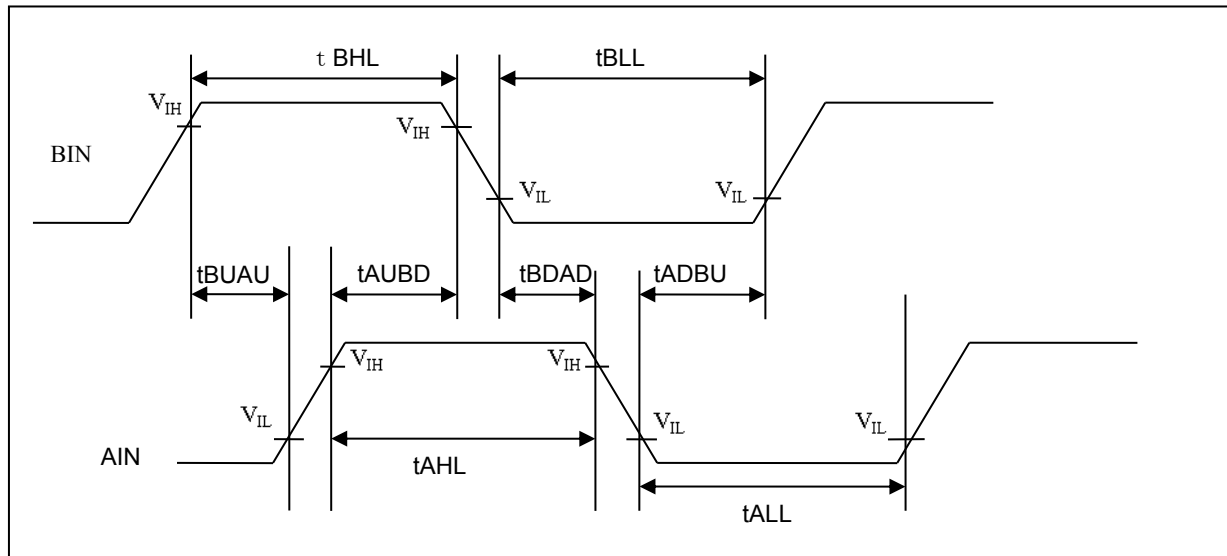 t BHL
tBLL
VIH
VIH
BIN
VIL
VIL
tBUAU
tAUBD
tBDAD
tADBU
VIH
VIH
VIL
VIL
VIL
AIN
tAHL
tALL